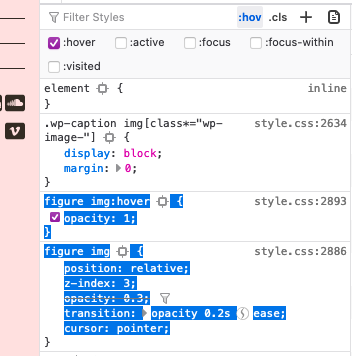 Filter Styles :hov .cls +
:hover :active :focus :focus-within
:visited
element { inline
}
.wp-caption img[class*="wp- style.css:2634
image-"] {
display: block;
margin: 0;
}
figure img:hover { style.css:2893
opacity: 1;
}
figure img { style.css:2886
position: relative;
z-index: 3;
opacity: 0.3;
transition: opacity 0.2s ease;
cursor: pointer;
}